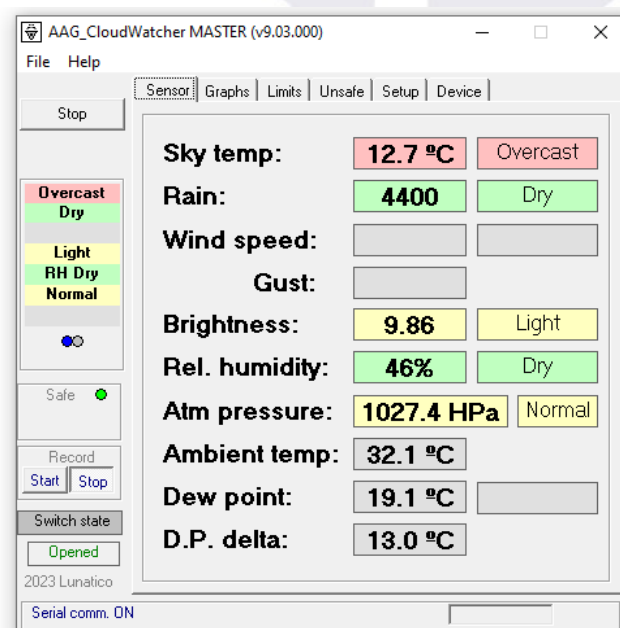 AAG_CloudWatcher MASTER (v9.03.000)
File Help
Sensor Graphs Limits Unsafe Setup Device
Stop
Sky temp: 12.7 ºC Overcast
Rain: 4400 Dry
Wind speed:
Gust:
Brightness: 9.86 Light
Rel. humidity: 46% Dry
Atm pressure: 1027.4 HPa Normal
Ambient temp: 32.1 ºC
Dew point: 19.1 ºC
D.P. delta: 13.0 ºC
Overcast
Dry
Light
RH Dry
Normal
Safe
Record
Start Stop
Switch state
Opened
2023 Lunatico
Serial comm. ON